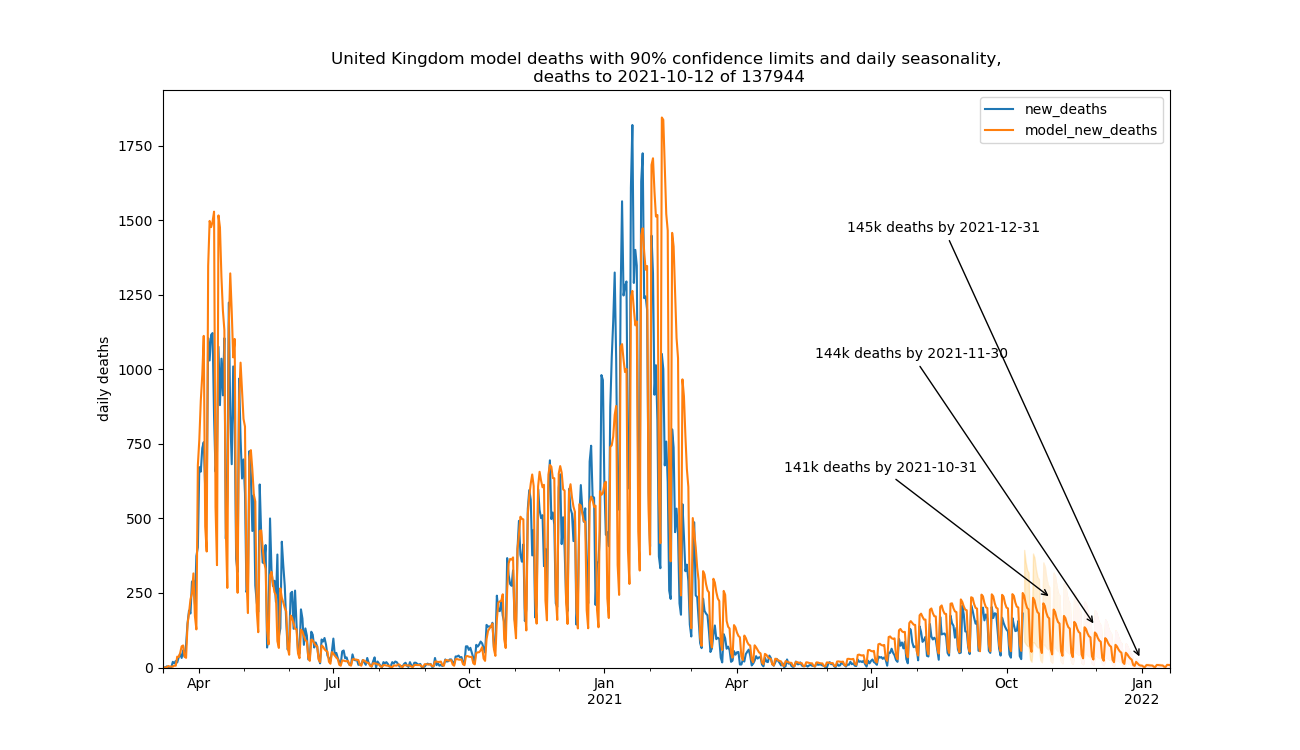 United Kingdom model deaths with 90% confidence limits and daily seasonality,
deaths to 2021-10-12 of 137944
new_deaths
model_new_deaths
1750
1500
1250
1000
750
500
250
0
daily deaths
145k deaths by 2021-12-31
144k deaths by 2021-11-30
141k deaths by 2021-10-31
Apr Jul Oct Jan Apr Jul Oct Jan
2021 2022